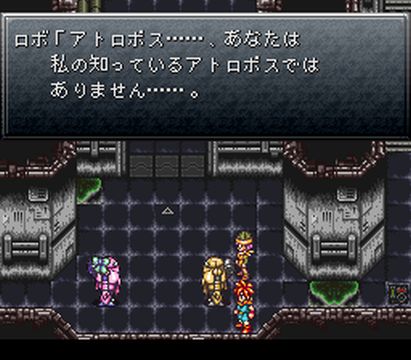 ロボ「アトロポス……、あなたは
私の知っているアトロポスでは
ありません……。